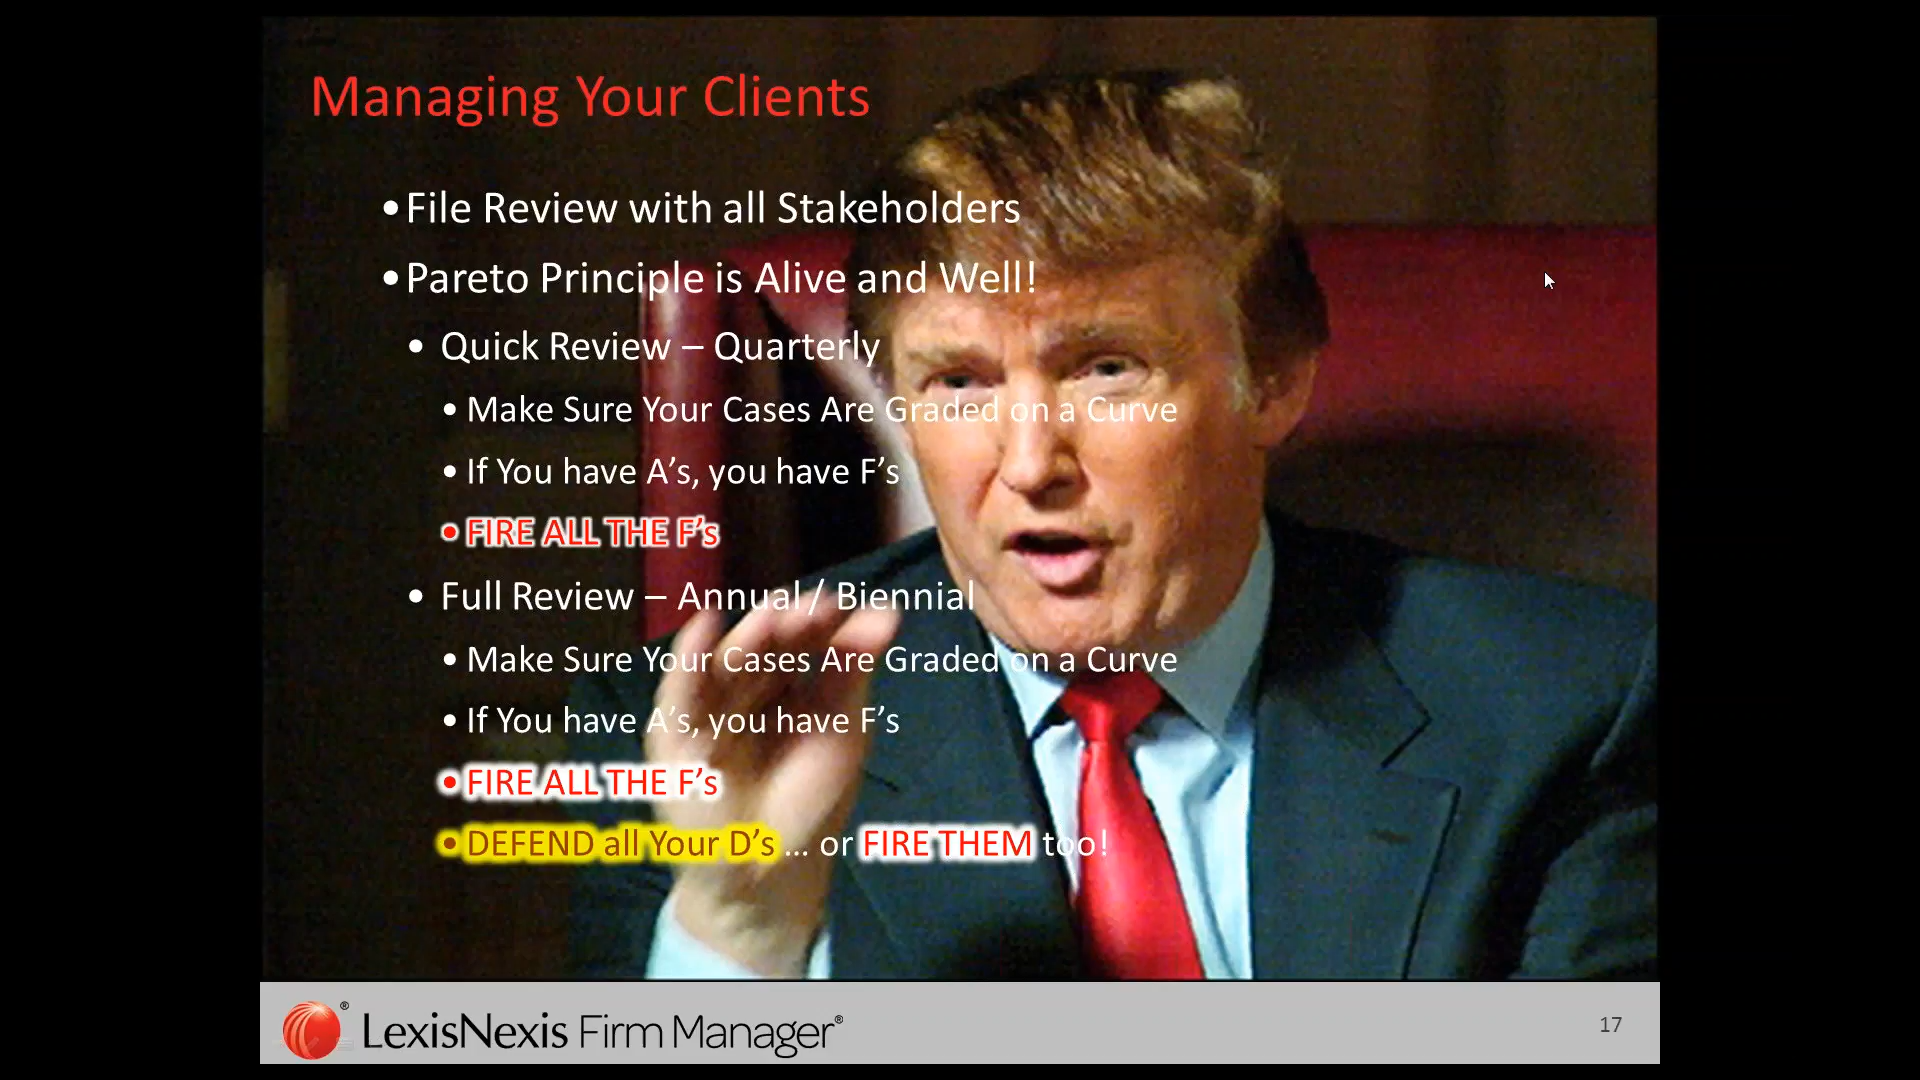 Managing Your Clients
•File Review with all Stakeholders
•Pareto Principle is Alive and Well!
• Quick Review – Quarterly
•Make Sure Your Cases Are Graded on a Curve
•If You have A’s, you have F’s
•FIRE ALL THE F’s
• Full Review – Annual / Biennial
•Make Sure Your Cases Are Graded on a Curve
•If You have A’s, you have F’s
•FIRE ALL THE F’s
•DEFEND all Your D’s … or FIRE THEM too!
® LexisNexis Firm Manager®
17